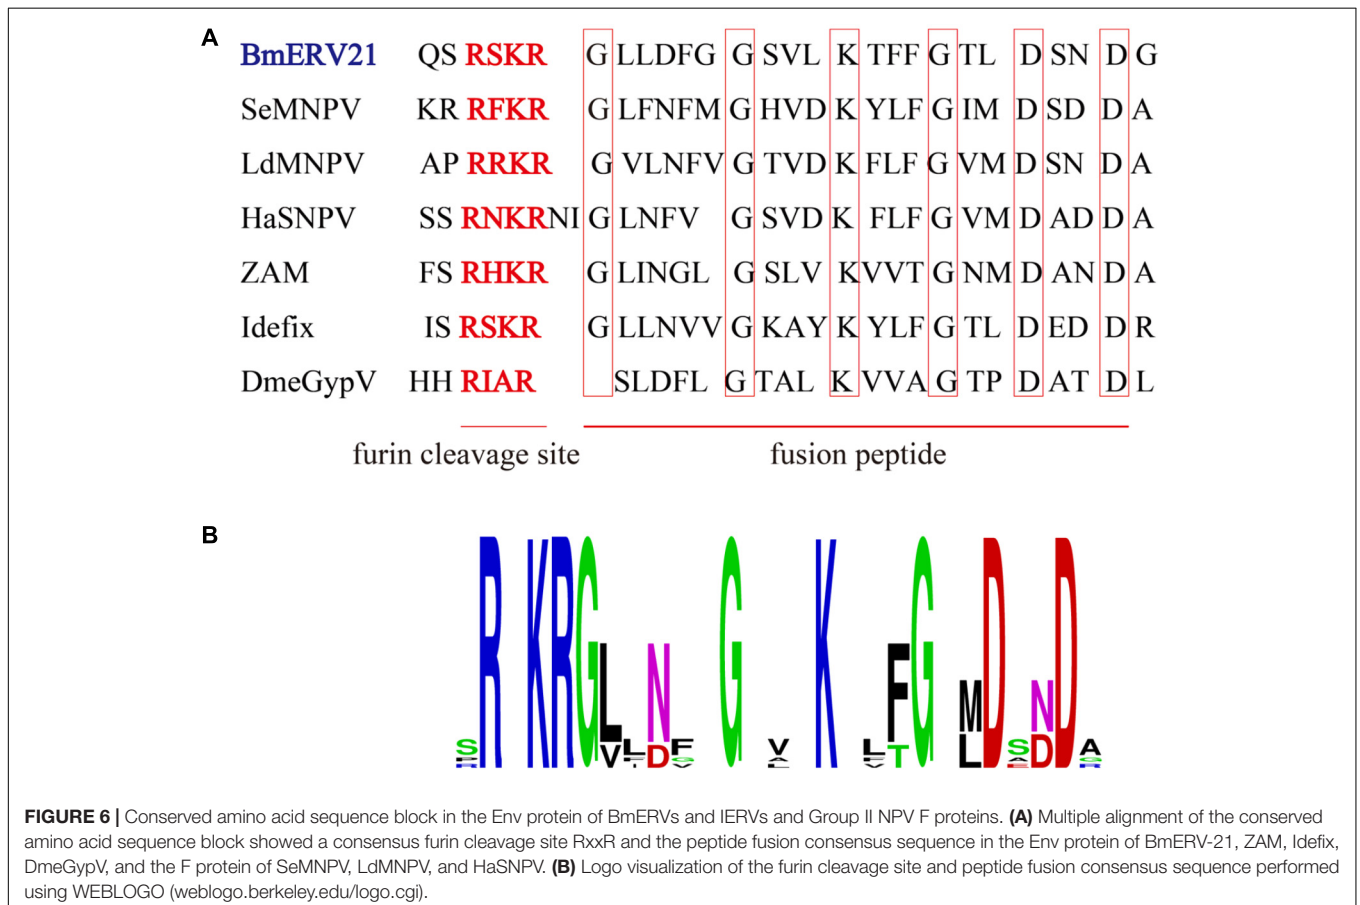 A
BmERV21 QS RSKR G LLDFG G SVL K TFF G TL D SN D G
SeMNPV KR RFKR G LFNFM G HVD K YLF G IM D SD D A
LdMNPV AP RRKR G VLNFV G TVD K FLF G VM D SN D A
HaSNPV SS RNKRNI G LNFV G SVD K FLF G VM D AD D A
ZAM FS RHKR G LINGL G SLV KVVT G NM D AN D A
Idefix IS RSKR G LLNVV G KAY K YLF G TL D ED D R
DmeGypV HH RIAR SLDFL G TAL K VVA G TP D AT D L
furin cleavage site fusion peptide
B
R KRG G K G D D
L N F M N
S L F V L S A
V D T L D
FIGURE 6 | Conserved amino acid sequence block in the Env protein of BmERVs and IERVs and Group II NPV F proteins. (A) Multiple alignment of the conserved
amino acid sequence block showed a consensus furin cleavage site RxxR and the peptide fusion consensus sequence in the Env protein of BmERV-21, ZAM, Idefix,
DmeGypV, and the F protein of SeMNPV, LdMNPV, and HaSNPV. (B) Logo visualization of the furin cleavage site and peptide fusion consensus sequence performed
using WEBLOGO (weblogo.berkeley.edu/logo.cgi).